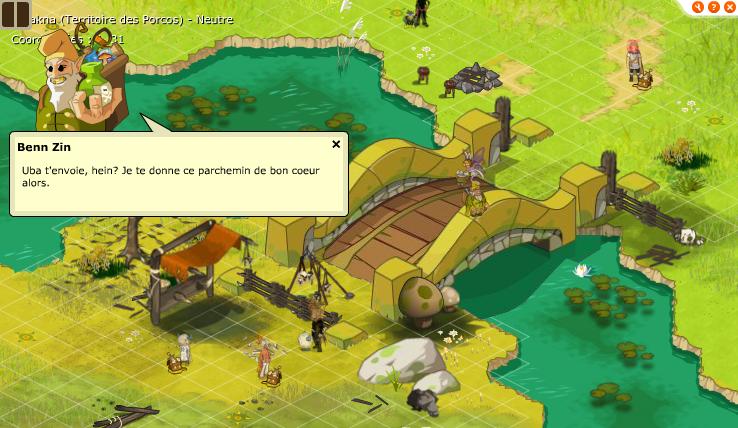 akna (Territoire des Porcos) - Neutre
Benn Zin
Uba t'envoie, hein? Je te donne ce parchemin de bon coeur
alors.